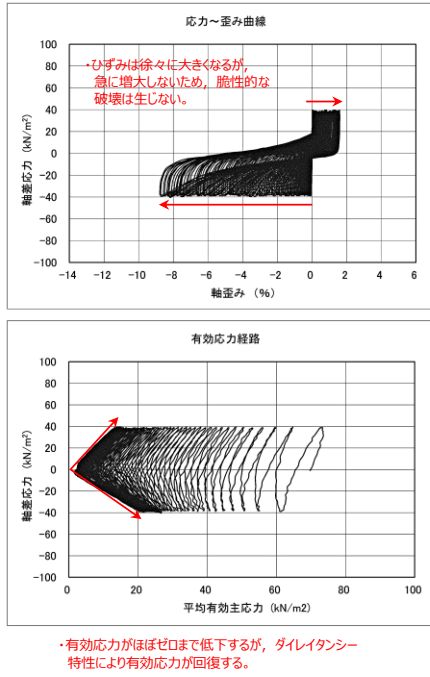 応力～歪み曲線
・ひずみは徐々に大きくなるが,
急に増大しないため, 脆性的な
破壊は生じない。
100
80
60
40
20
0
-20
-40
-60
-80
-100
軸差応力 (kN/m²)
-14 -12 -10 -8 -6 -4 -2 0 2 4 6
軸歪み (%)
有効応力経路
100
80
60
40
20
0
-20
-40
-60
-80
-100
軸差応力 (kN/m²)
0 20 40 60 80 100
平均有効主応力 (kN/m2)
・有効応力がほぼゼロまで低下するが, ダイレイタンシー
特性により有効応力が回復する。